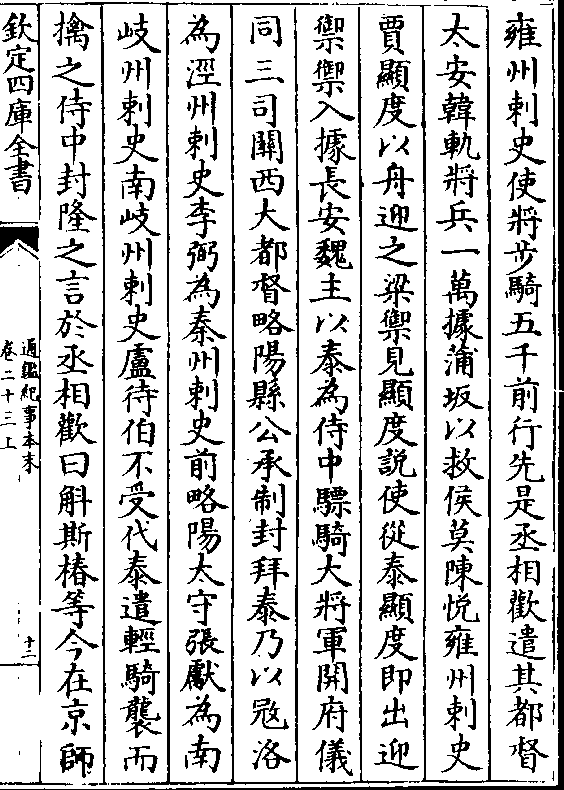 雍州刺史使將步騎五千前行先是丞相歡遣其都督
太安韓軌將兵一萬據蒲坂以救侯莫陳悅雍州刺史
賈顯度以舟迎之梁禦見顯度說使從泰顯度即出迎
禦禦入據長安魏主以泰為侍中驃騎大將軍開府儀
同三司關西大都督略陽縣公承制封拜泰乃以寇洛
為涇州刺史李弼為秦州刺史前略陽太守張獻為南
岐州刺史南岐州刺史盧待伯不受代泰遣輕騎襲而
擒之侍中封隆之言於丞相歡曰斛斯椿等今在京師
欽定四庫全書
通鑑紀事本末
卷二十三上
十二